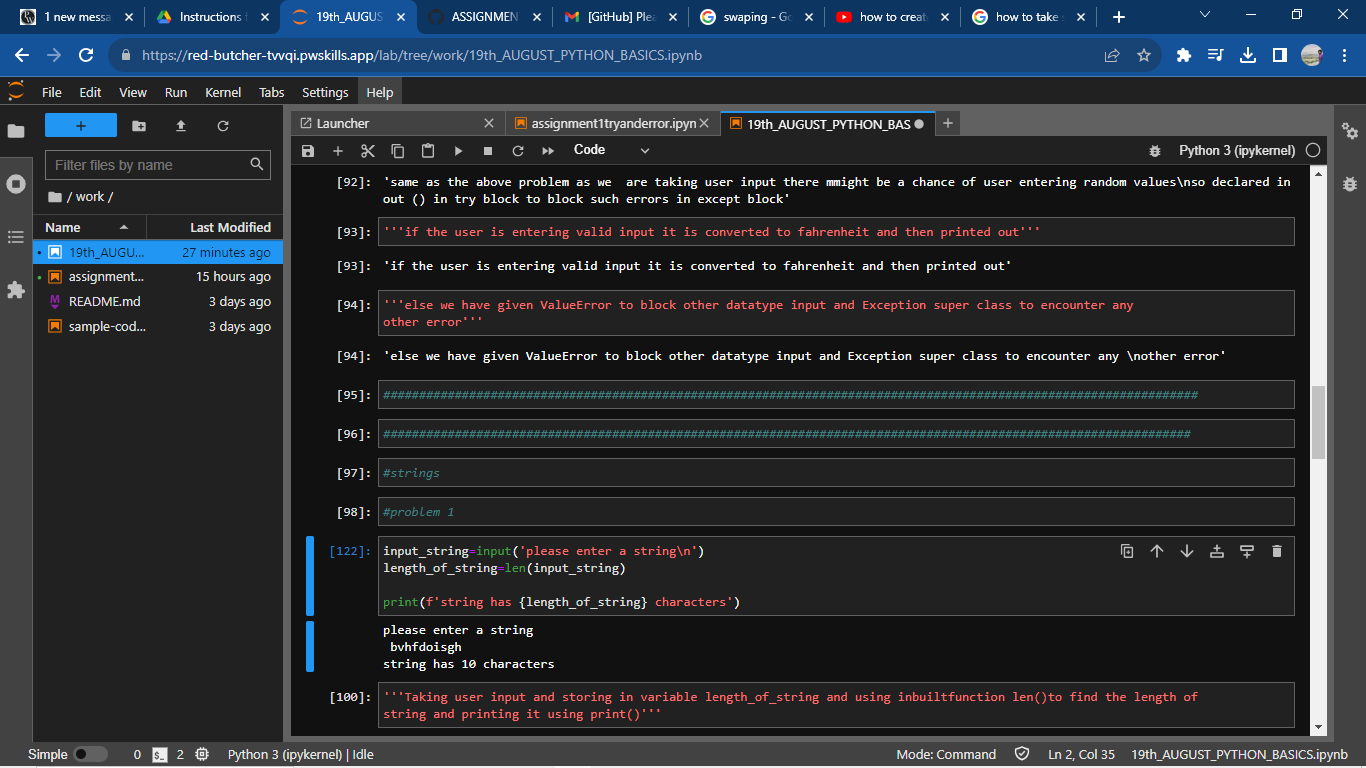 1 new messa
Instructions f
19th_AUGUS
ASSIGNMEN
[GitHub] Plea
swaping - Go
how to creat
how to take s
https://red-butcher-tvvqi.pwskills.app/lab/tree/work/19th_AUGUST_PYTHON_BASICS.ipynb
File Edit View Run Kernel Tabs Settings Help
Launcher
assignment1tryanderror.ipyn
19th_AUGUST_PYTHON_BAS
Code
Python 3 (ipykernel)
Filter files by name
/ work /
Name Last Modified
19th_AUGU... 27 minutes ago
assignment... 15 hours ago
README.md 3 days ago
sample-cod... 3 days ago
[92]: 'same as the above problem as we  are taking user input there mmight be a chance of user entering random values\nso declared in
out () in try block to block such errors in except block'
[93]: '''if the user is entering valid input it is converted to fahrenheit and then printed out'''
[93]: 'if the user is entering valid input it is converted to fahrenheit and then printed out'
[94]: '''else we have given ValueError to block other datatype input and Exception super class to encounter any
other error'''
[94]: 'else we have given ValueError to block other datatype input and Exception super class to encounter any \nother error'
[95]: ##################################################################################################################
[96]: #################################################################################################################
[97]: #strings
[98]: #problem 1
[122]: input_string=input('please enter a string\n')
length_of_string=len(input_string)
print(f'string has {length_of_string} characters')
please enter a string
bvhfdoisgh
string has 10 characters
[100]: '''Taking user input and storing in variable length_of_string and using inbuiltfunction len()to find the length of
string and printing it using print()'''
Simple 0 $_ 2 Python 3 (ipykernel) | Idle Mode: Command Ln 2, Col 35 19th_AUGUST_PYTHON_BASICS.ipynb